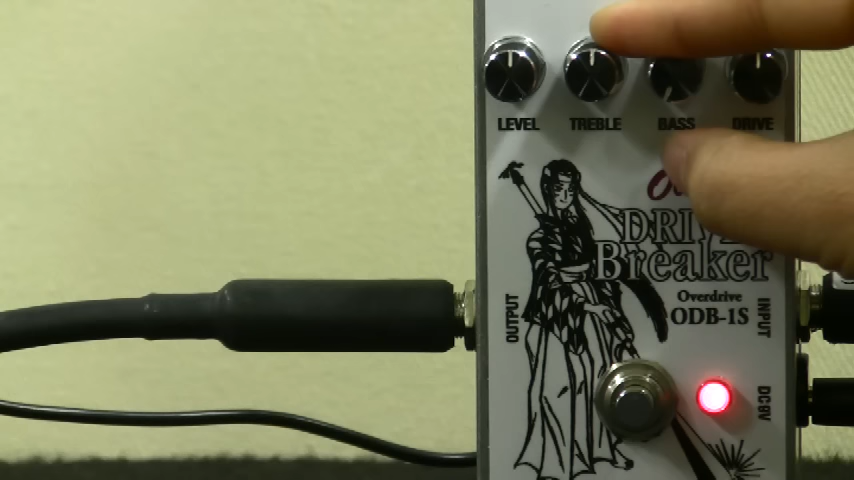 LEVEL TREBLE BASS DRIVE
Breaker
Overdrive
ODB-1S
OUTPUT
INPUT
DC9V